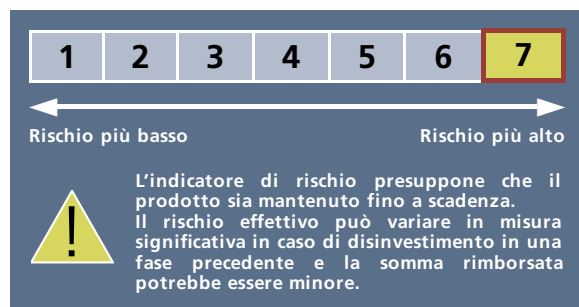 1 2 3 4 5 6 7
Rischio più basso Rischio più alto
L'indicatore di rischio presuppone che il
prodotto sia mantenuto fino a scadenza.
Il rischio effettivo può variare in misura
significativa in caso di disinvestimento in una
fase precedente e la somma rimborsata
potrebbe essere minore.
!